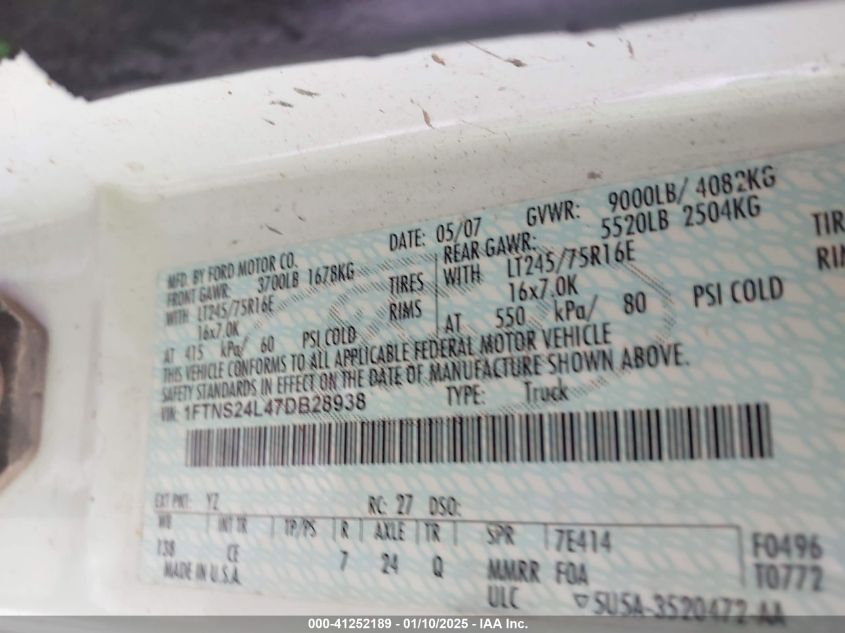 MFD. BY FORD MOTOR CO. DATE: 05/07 GVWR: 9000LB/ 4082KG
FRONT GAWR: 3700LB 1678KG REAR GAWR: 5520LB 2504KG
WITH LT245/75R16E TIRES WITH LT245/75R16E TIR
16x7.0K RIMS 16x7.0K RI
AT 415 kPa/ 60 PSI COLD AT 550 kPa/ 80 PSI COLD
THIS VEHICLE CONFORMS TO ALL APPLICABLE FEDERAL MOTOR VEHICLE
SAFETY STANDARDS IN EFFECT ON THE DATE OF MANUFACTURE SHOWN ABOVE.
VIN: 1FTNS24L47DB28938 TYPE: Truck
EXT PNT: YZ RC: 27 DSO:
WB INT TR TP/PS R AXLE TR SPR 7E414 F0496
138 CE 7 24 Q MMRR FOA T0772
MADE IN U.S.A. ULC ▽5U5A-3520472-AA
000-41252189 - 01/10/2025 - IAA Inc.